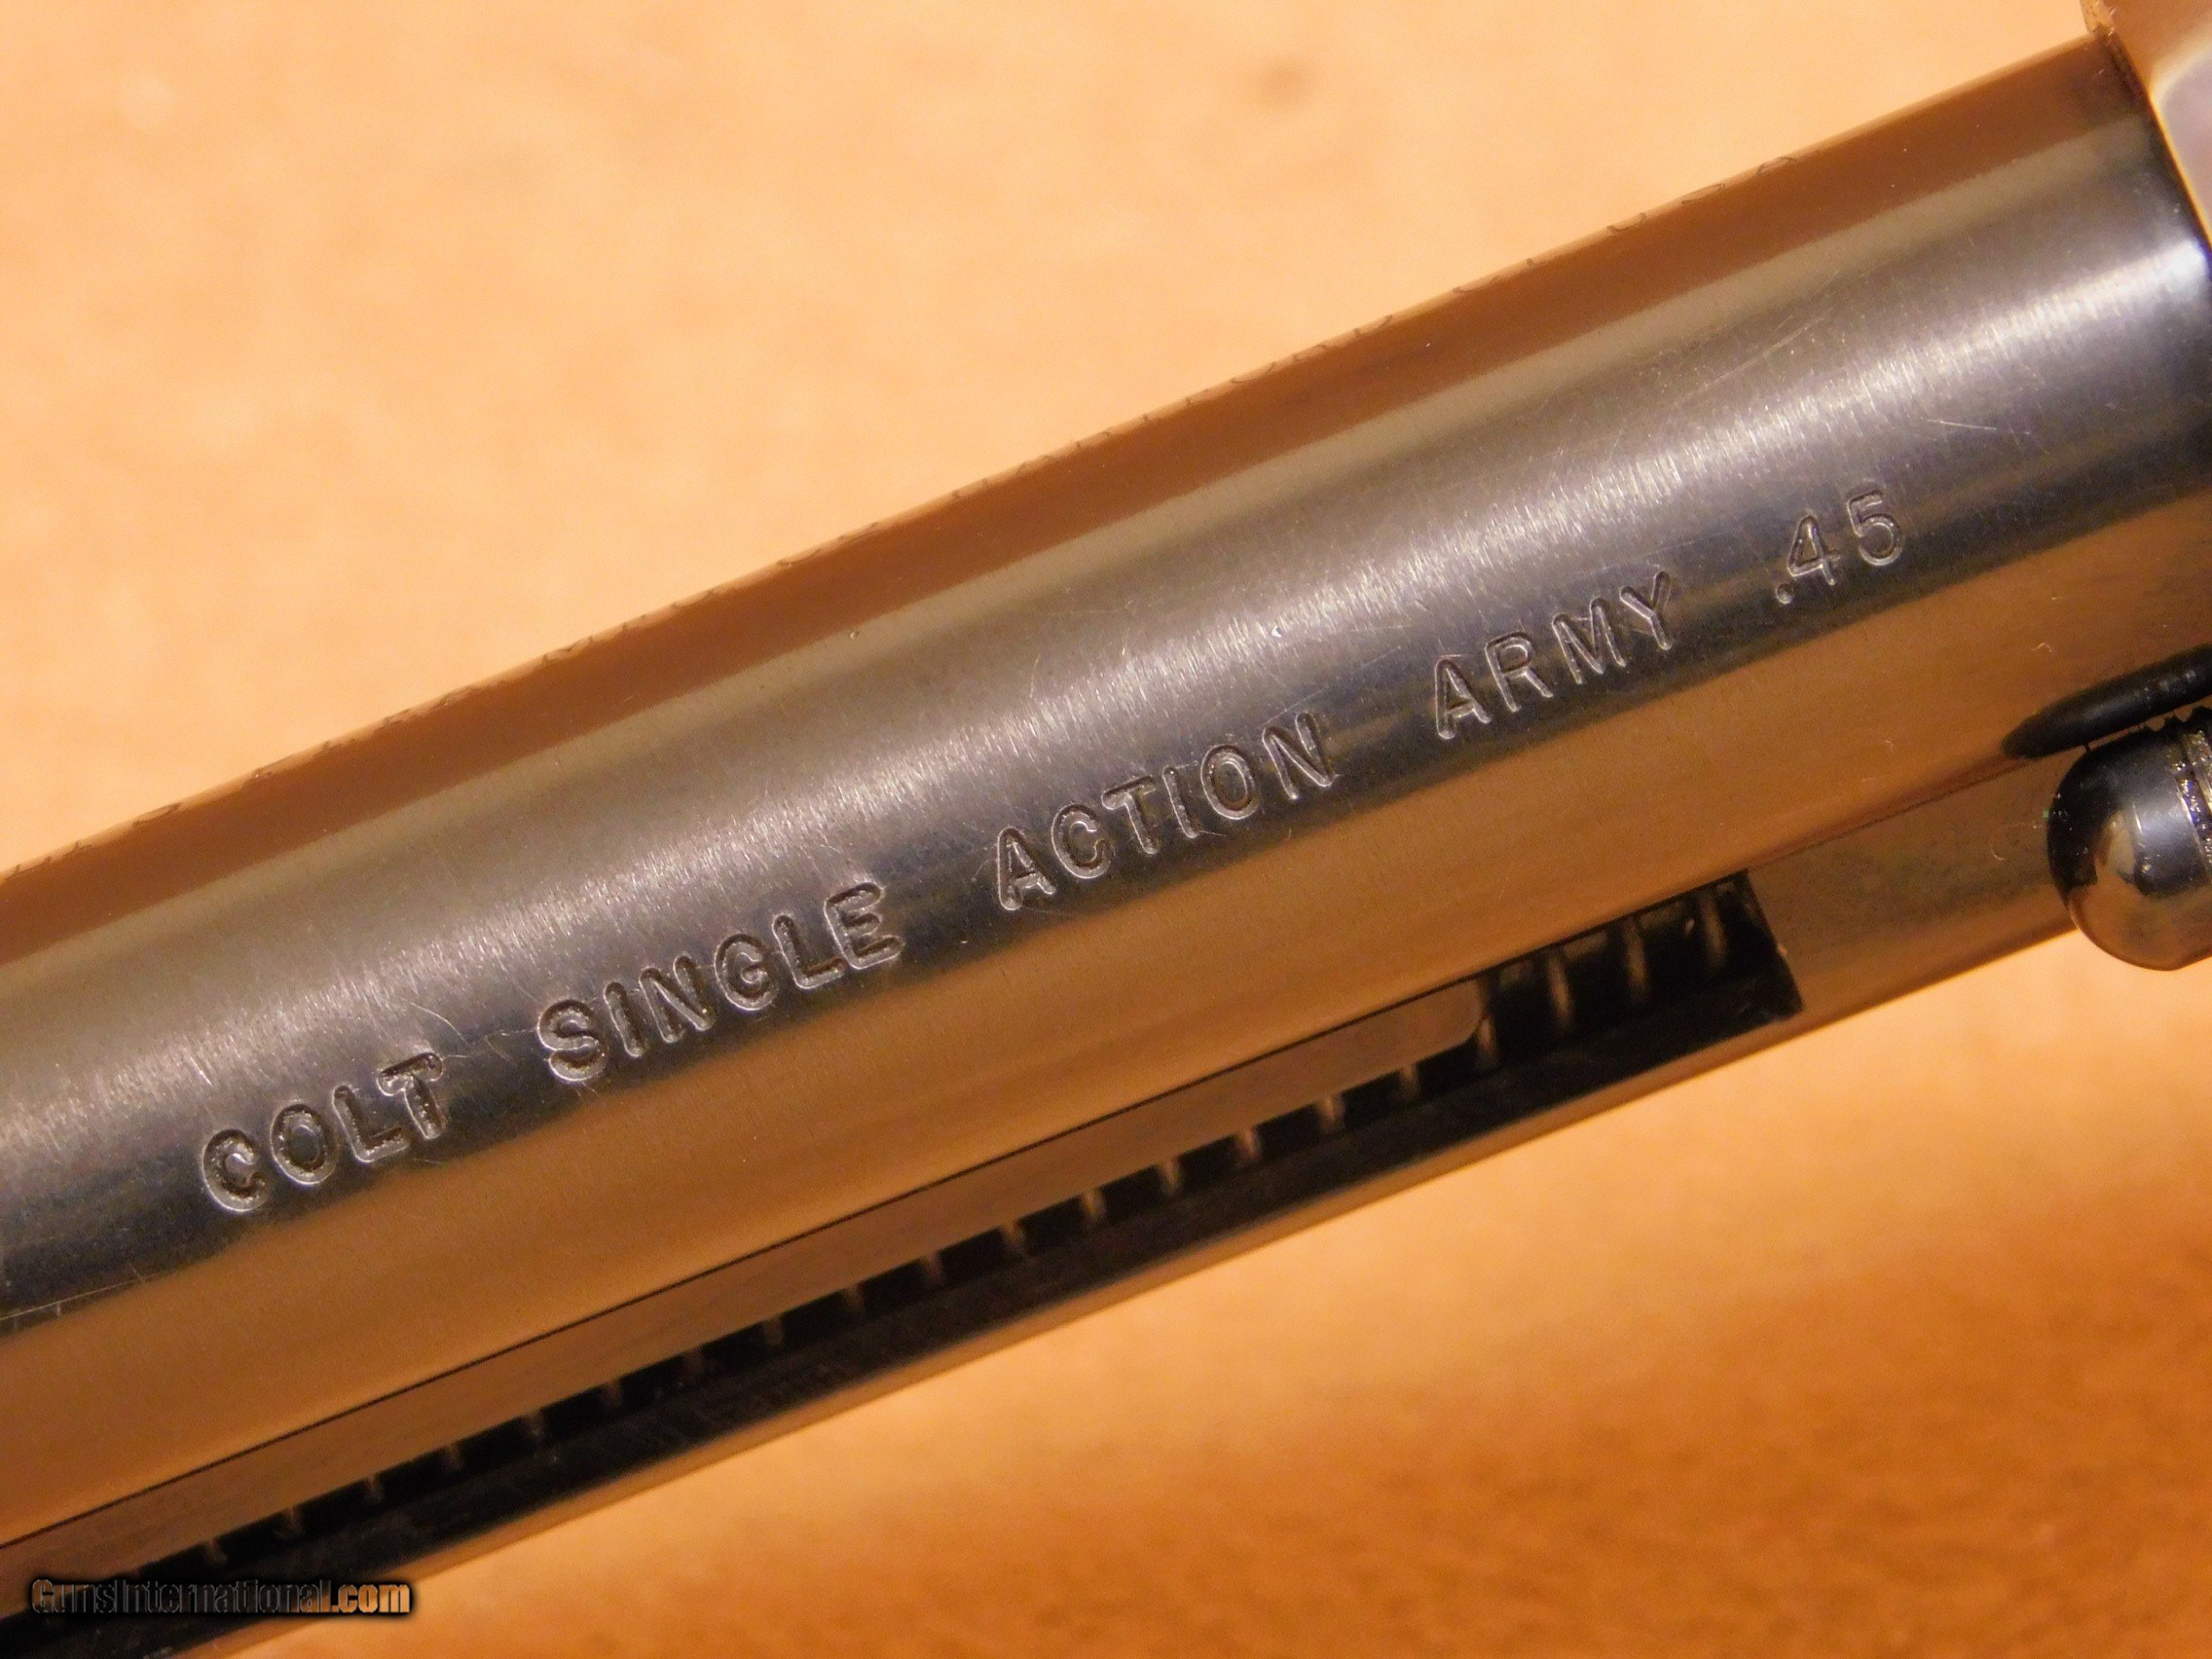 COLT SINGLE ACTION ARMY .45
GunsInternational.com